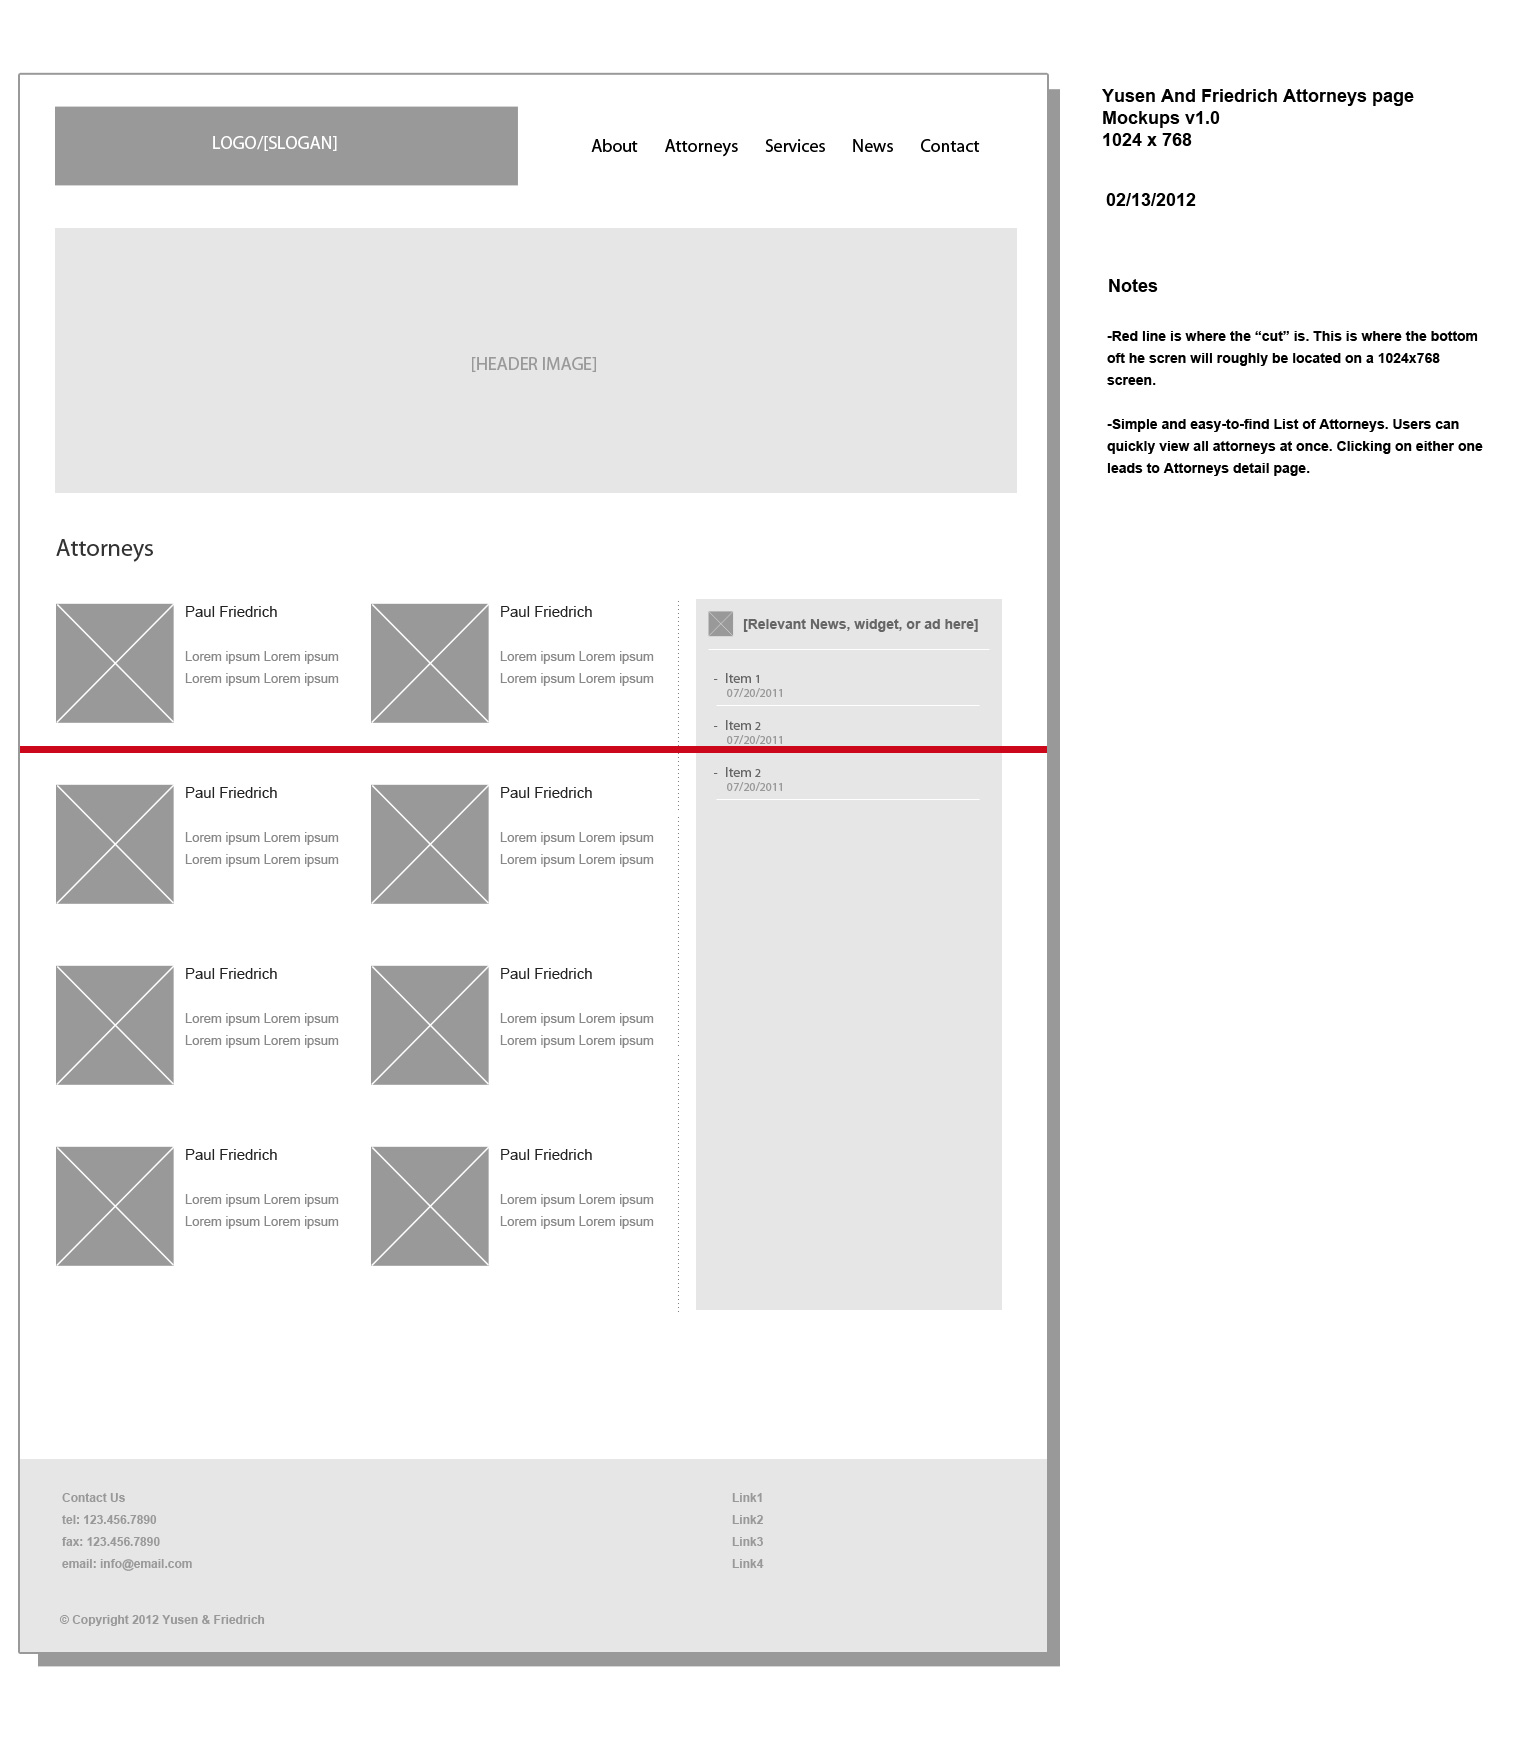 LOGO/[SLOGAN]
About Attorneys Services News Contact
[HEADER IMAGE]
Attorneys
Paul Friedrich
Lorem ipsum Lorem ipsum
Lorem ipsum Lorem ipsum
Paul Friedrich
Lorem ipsum Lorem ipsum
Lorem ipsum Lorem ipsum
Paul Friedrich
Lorem ipsum Lorem ipsum
Lorem ipsum Lorem ipsum
Paul Friedrich
Lorem ipsum Lorem ipsum
Lorem ipsum Lorem ipsum
Paul Friedrich
Lorem ipsum Lorem ipsum
Lorem ipsum Lorem ipsum
Paul Friedrich
Lorem ipsum Lorem ipsum
Lorem ipsum Lorem ipsum
Paul Friedrich
Lorem ipsum Lorem ipsum
Lorem ipsum Lorem ipsum
Paul Friedrich
Lorem ipsum Lorem ipsum
Lorem ipsum Lorem ipsum
[Relevant News, widget, or ad here]
- Item 1
07/20/2011
- Item 2
07/20/2011
- Item 2
07/20/2011
Contact Us
tel: 123.456.7890
fax: 123.456.7890
email: info@email.com
Link1
Link2
Link3
Link4
© Copyright 2012 Yusen & Friedrich
Yusen And Friedrich Attorneys page
Mockups v1.0
1024 x 768
02/13/2012
Notes
-Red line is where the “cut” is. This is where the bottom
oft he scren will roughly be located on a 1024x768
screen.
-Simple and easy-to-find List of Attorneys. Users can
quickly view all attorneys at once. Clicking on either one
leads to Attorneys detail page.